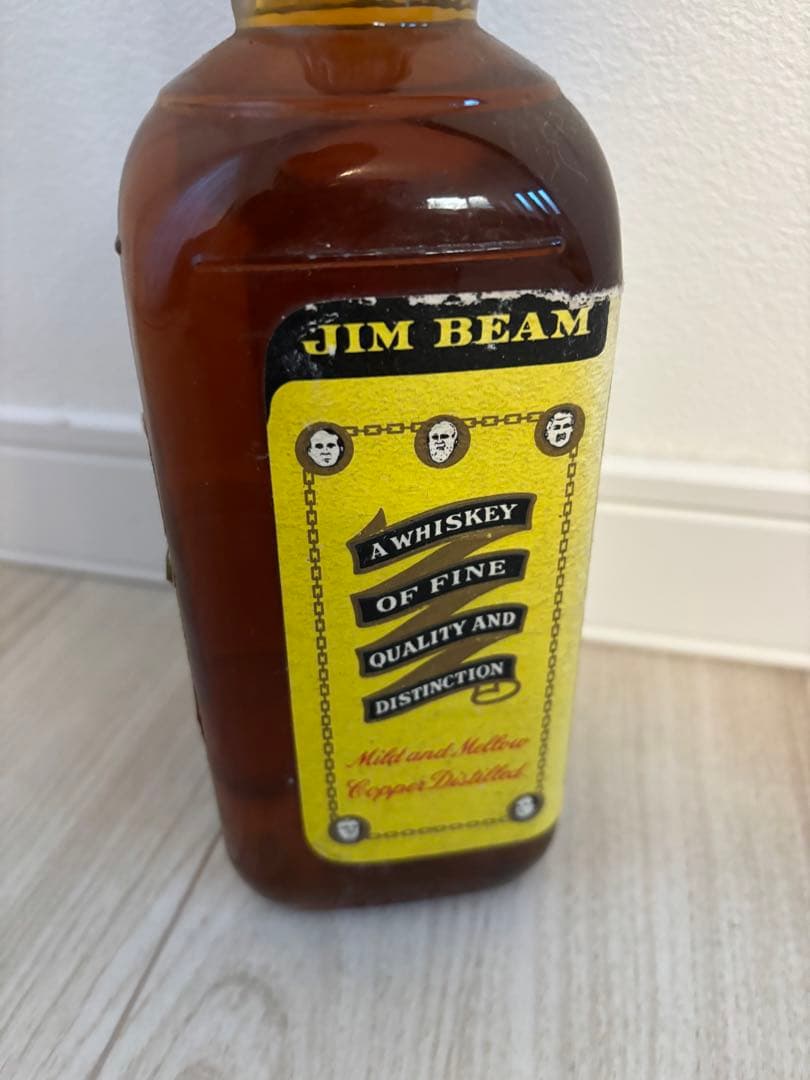 JIM BEAM
A WHISKEY
OF FINE
QUALITY AND
DISTINCTION
Mild and Mellow
Copper Distilled